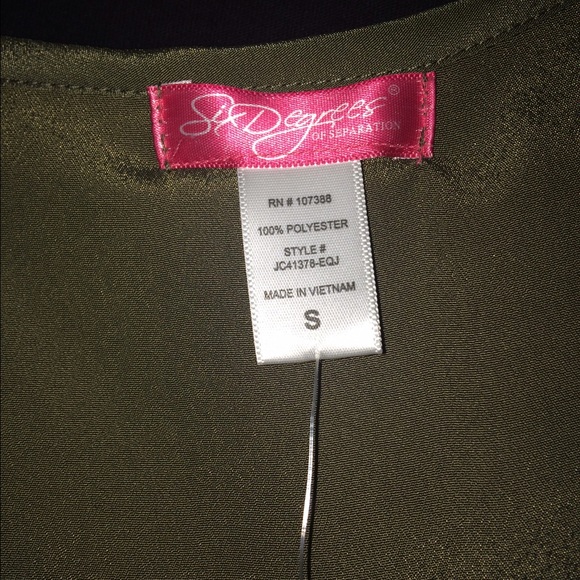 Six Degrees ®
OF SEPARATION
RN # 107388
100% POLYESTER
STYLE #
JC41378-EQJ
MADE IN VIETNAM
S